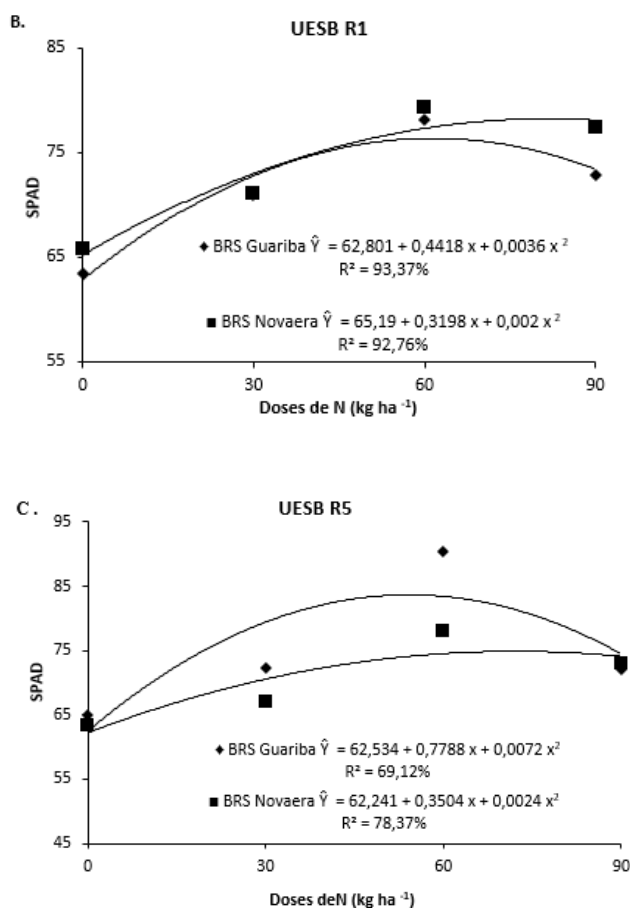 B.
UESB R1
85
75
65
55
SPAD
◆ BRS Guariba Ŷ = 62,801 + 0,4418 x + 0,0036 x ²
R² = 93,37%
■ BRS Novaera Ŷ = 65,19 + 0,3198 x + 0,002 x ²
R² = 92,76%
0 30 60 90
Doses de N (kg ha ⁻¹)
C .
UESB R5
95
85
75
65
55
45
SPAD
◆ BRS Guariba Ŷ = 62,534 + 0,7788 x + 0,0072 x²
R² = 69,12%
■ BRS Novaera Ŷ = 62,241 + 0,3504 x + 0,0024 x²
R² = 78,37%
0 30 60 90
Doses deN (kg ha ⁻¹)